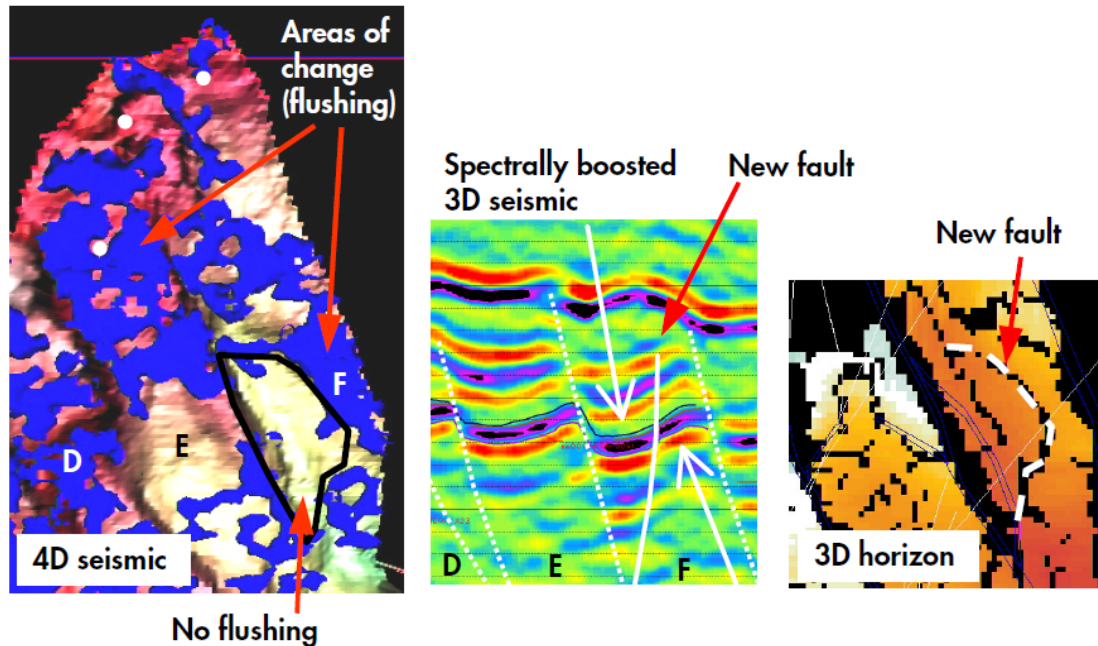 Areas of
change
(flushing)
F
E
D
4D seismic
No flushing
Spectrally boosted
3D seismic
New fault
D
E
F
New fault
3D horizon